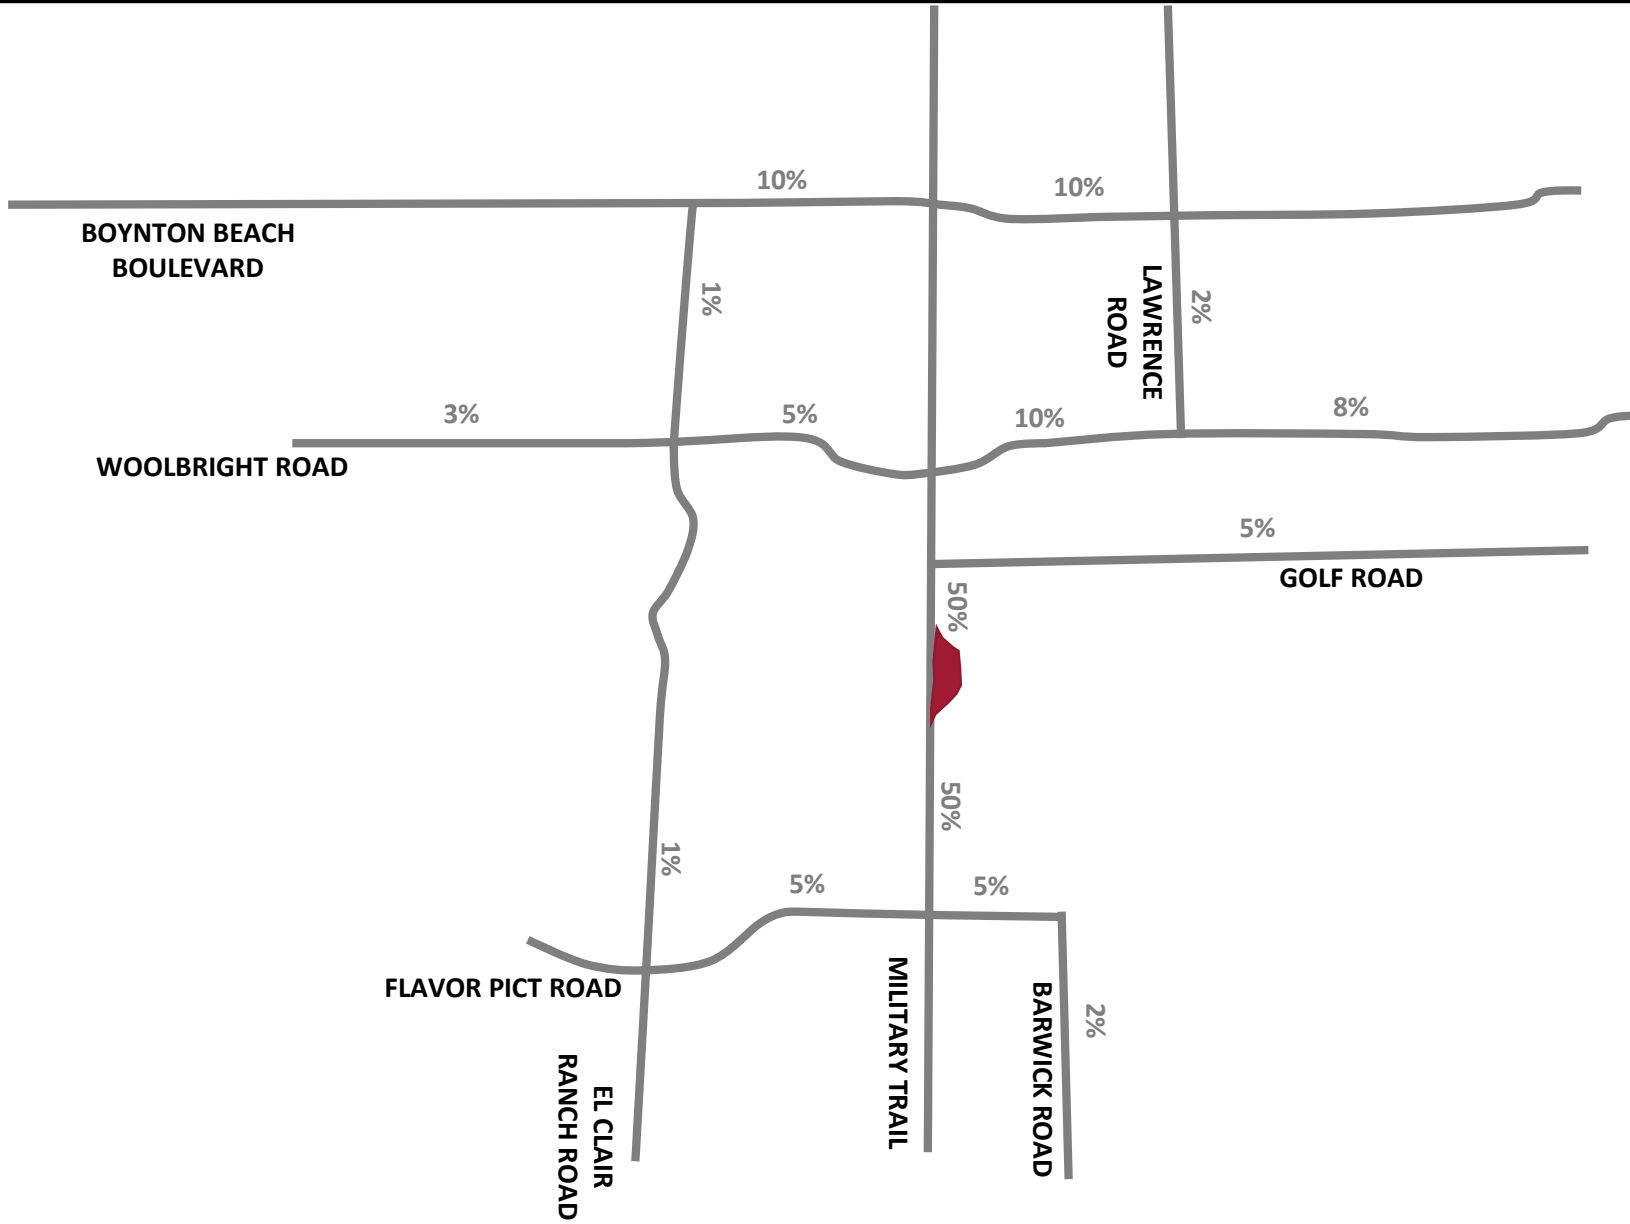 10%
10%
BOYNTON BEACH
BOULEVARD
1%
LAWRENCE
ROAD
2%
3%
5%
10%
8%
WOOLBRIGHT ROAD
5%
GOLF ROAD
50%
50%
1%
5%
5%
FLAVOR PICT ROAD
MILITARY TRAIL
BARWICK ROAD
2%
EL CLAIR
RANCH ROAD